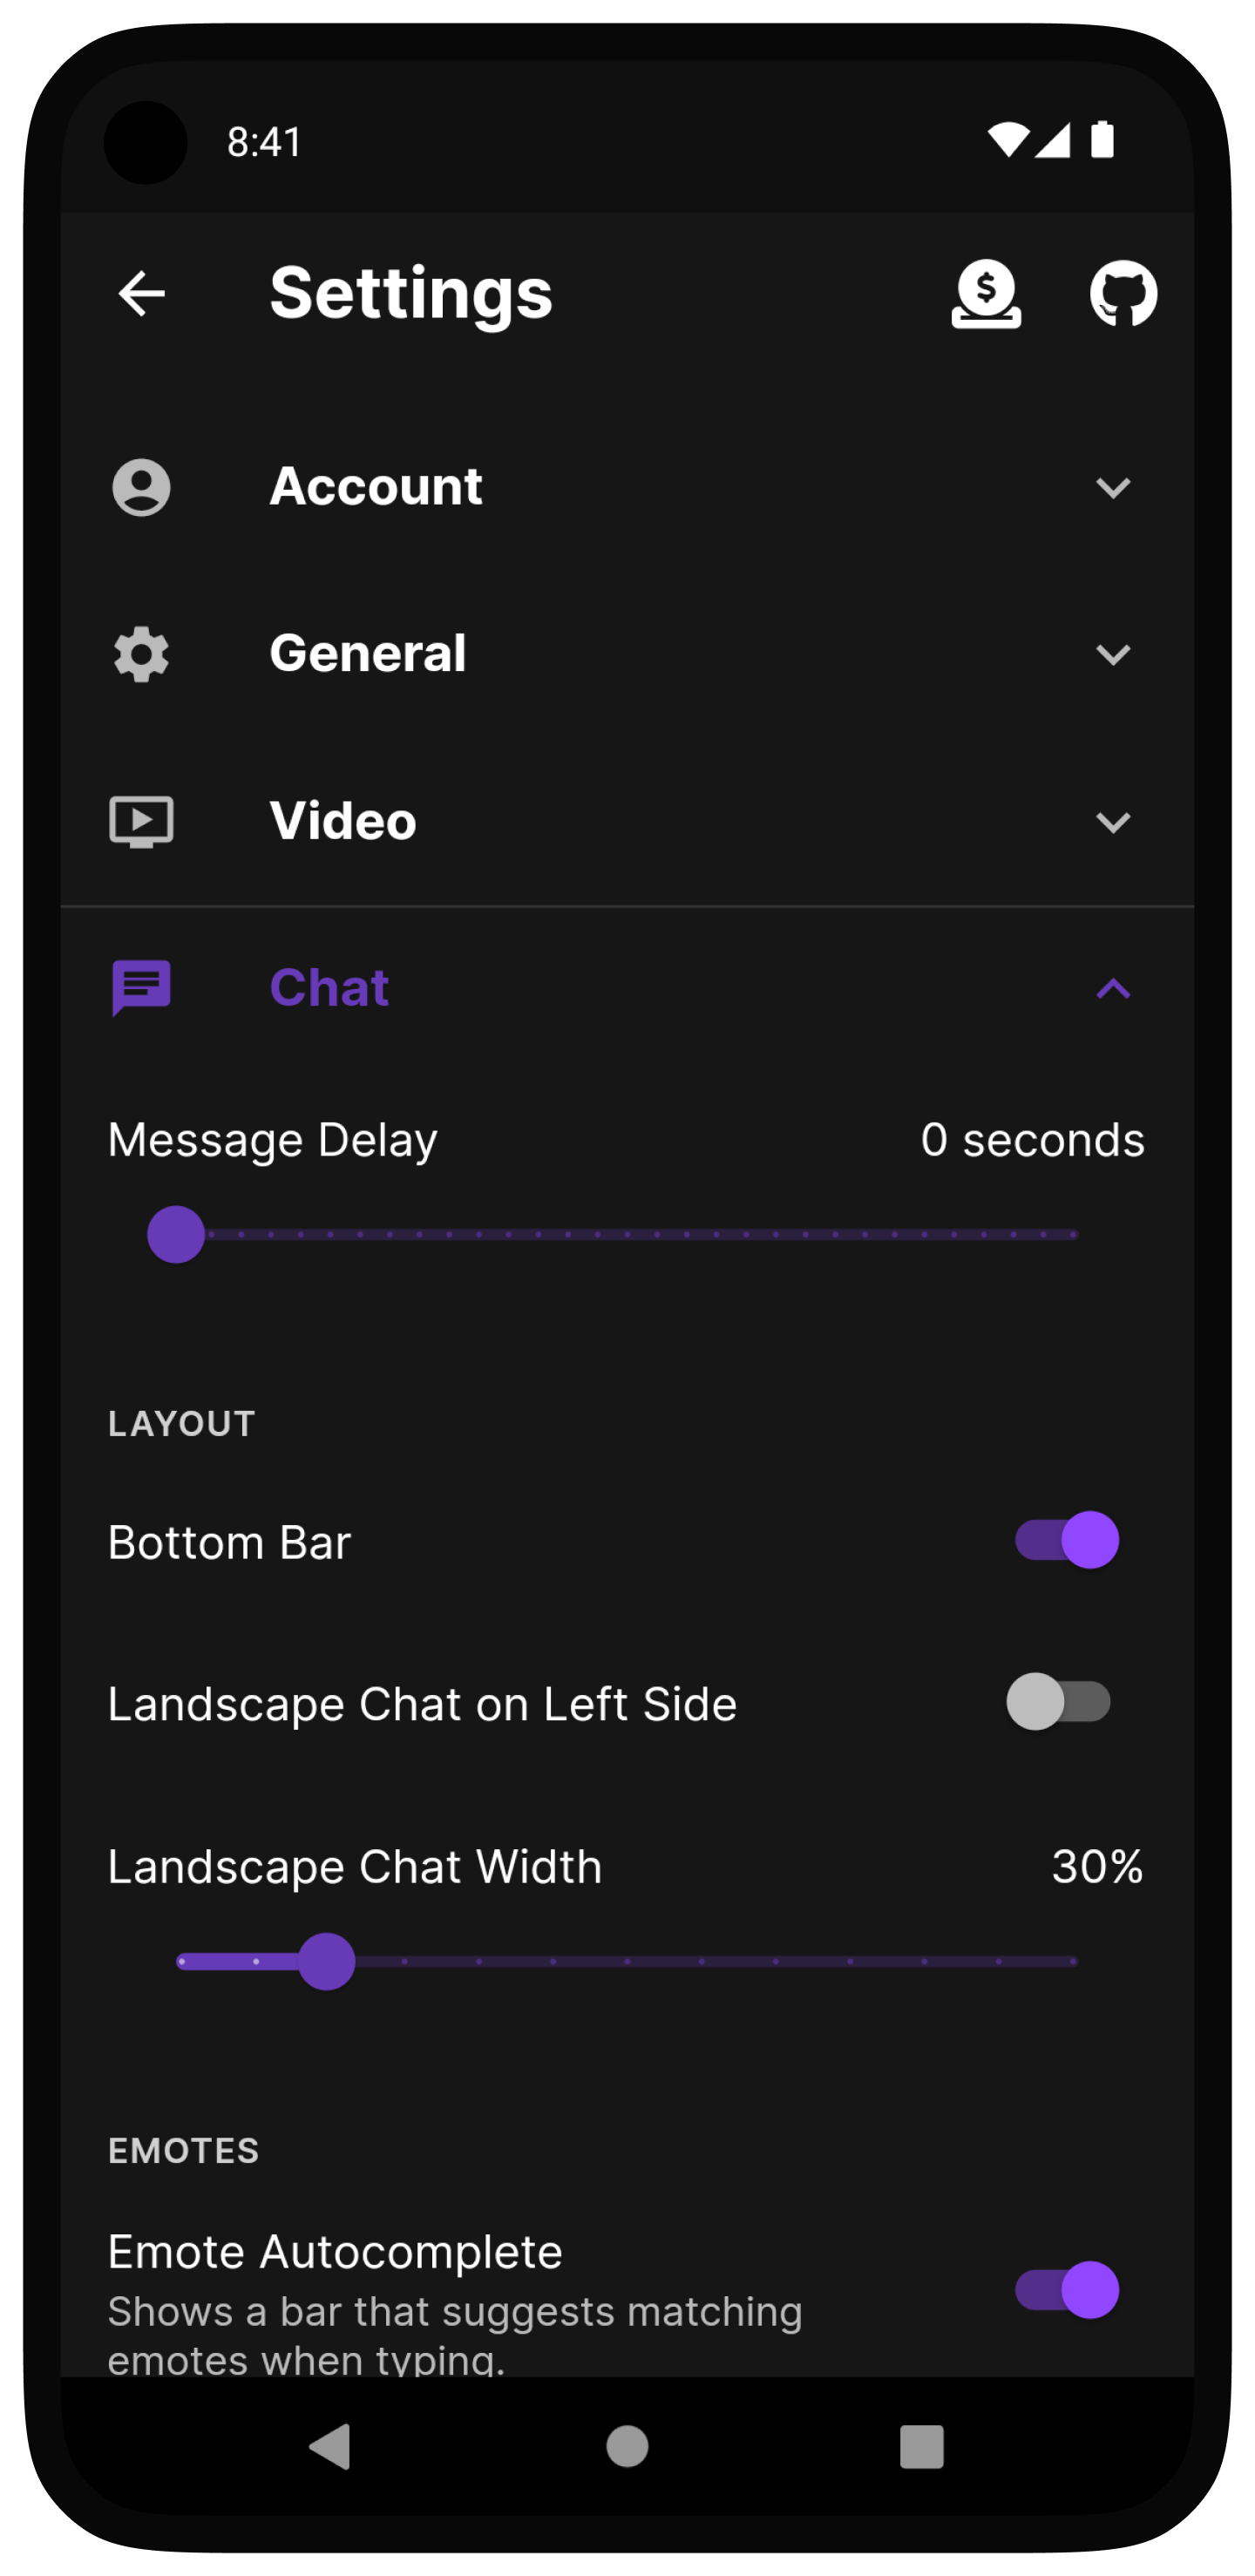 8:41
Settings
Account
General
Video
Chat
Message Delay 0 seconds
LAYOUT
Bottom Bar
Landscape Chat on Left Side
Landscape Chat Width 30%
EMOTES
Emote Autocomplete
Shows a bar that suggests matching
emotes when typing.